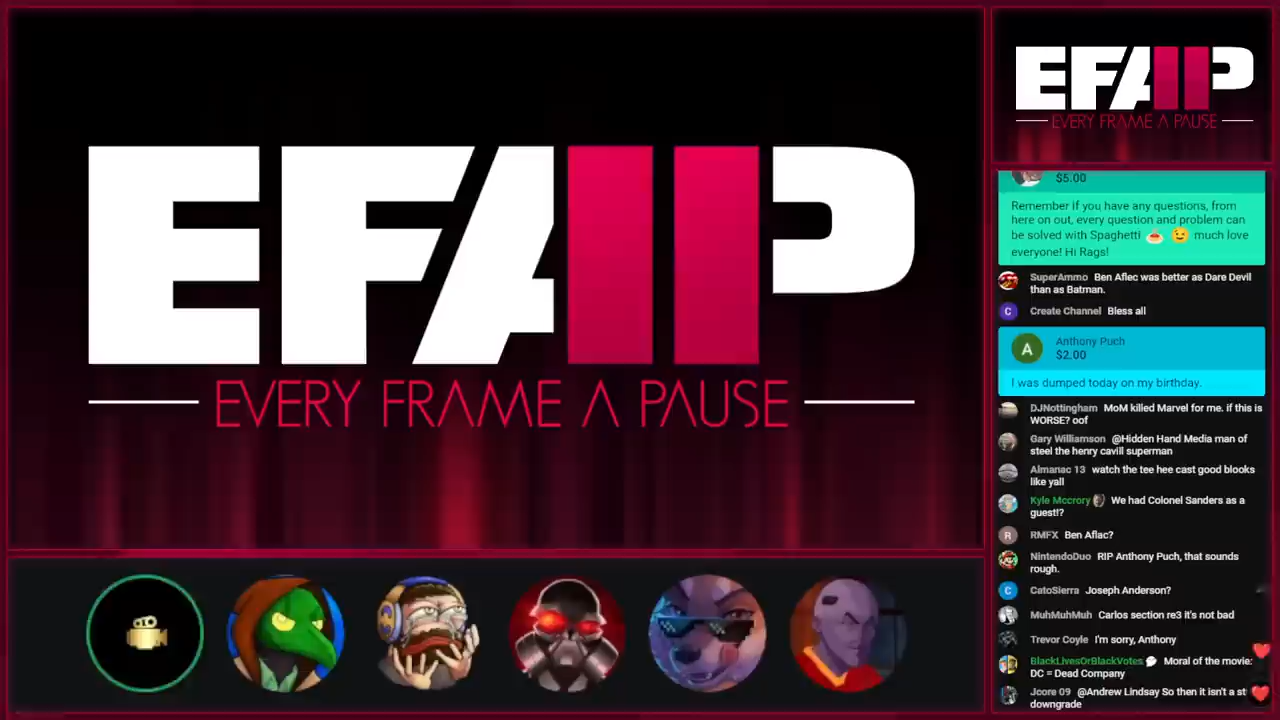 EFAP
EVERY FRAME A PAUSE
EFAP
EVERY FRAME A PAUSE
$5.00
Remember if you have any questions, from
here on out, every question and problem can
be solved with Spaghetti 🍝 😉 much love
everyone! Hi Rags!
SuperAmmo Ben Aflec was better as Dare Devil
than as Batman.
C Create Channel Bless all
A Anthony Puch
$2.00
I was dumped today on my birthday.
DJNottingham MoM killed Marvel for me. if this is
WORSE? oof
Gary Williamson @Hidden Hand Media man of
steel the henry cavill superman
Almanac 13 watch the tee hee cast good blooks
like yall
Kyle Mccrory We had Colonel Sanders as a
guest!?
R RMFX Ben Aflac?
NintendoDuo RIP Anthony Puch, that sounds
rough.
C CatoSierra Joseph Anderson?
MuhMuhMuh Carlos section re3 it's not bad
Trevor Coyle I'm sorry, Anthony
BlackLivesOrBlackVotes Moral of the movie:
DC = Dead Company
Jcore 09 @Andrew Lindsay So then it isn't a st
downgrade